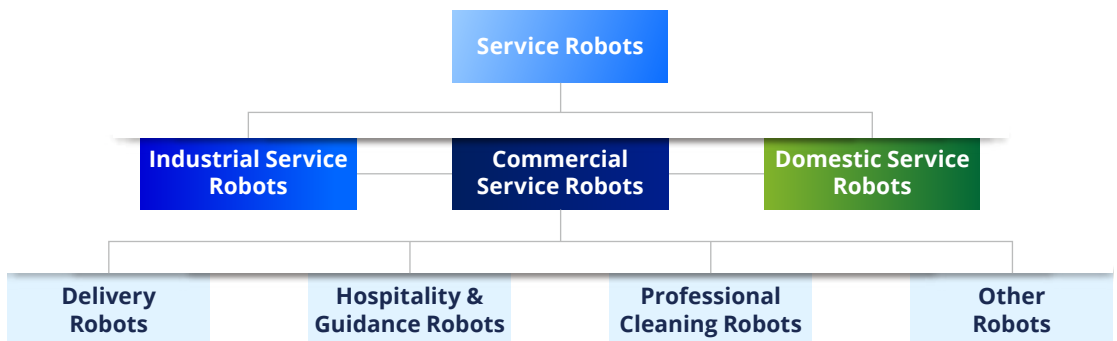 Service Robots
Industrial Service
Robots
Commercial
Service Robots
Domestic Service
Robots
Delivery
Robots
Hospitality &
Guidance Robots
Professional
Cleaning Robots
Other
Robots